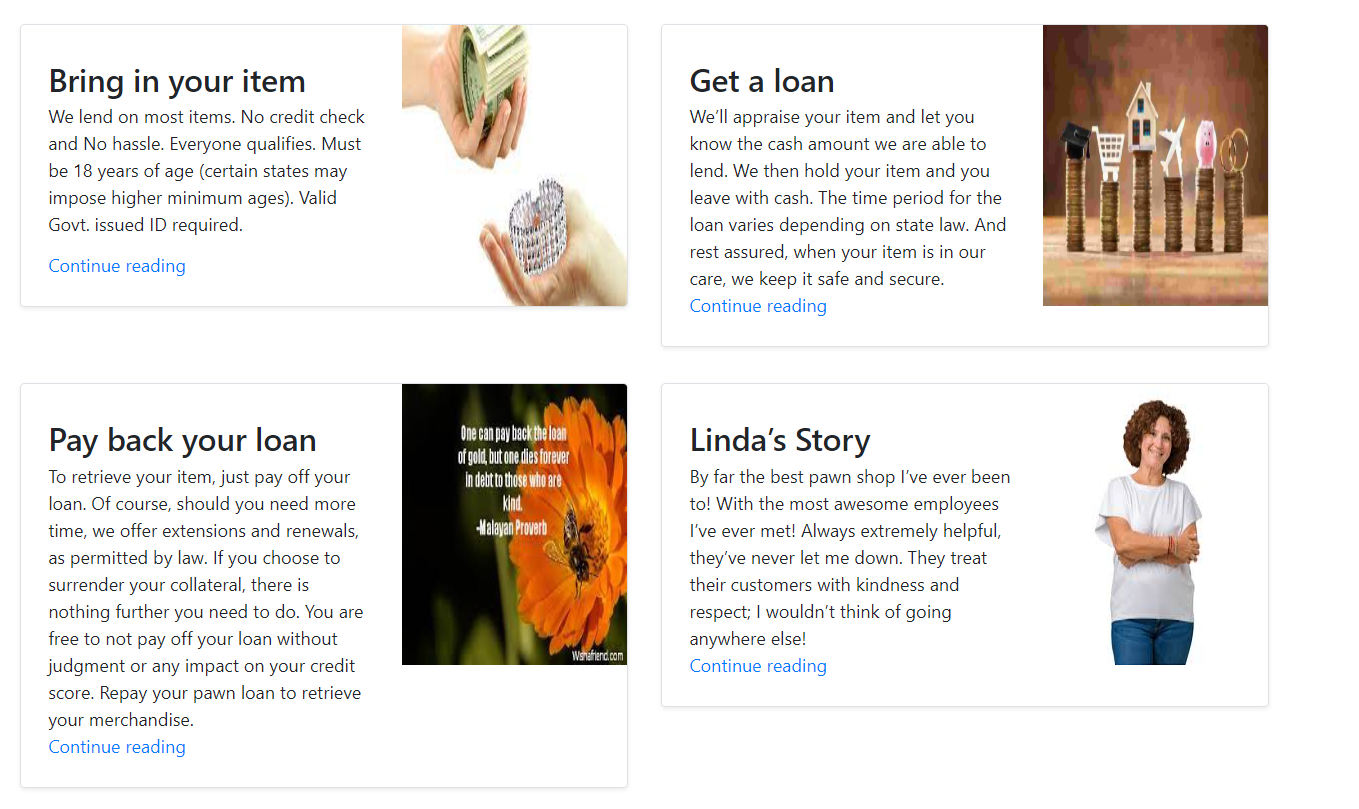 Bring in your item
We lend on most items. No credit check
and No hassle. Everyone qualifies. Must
be 18 years of age (certain states may
impose higher minimum ages). Valid
Govt. issued ID required.
Continue reading
Get a loan
We’ll appraise your item and let you
know the cash amount we are able to
lend. We then hold your item and you
leave with cash. The time period for the
loan varies depending on state law. And
rest assured, when your item is in our
care, we keep it safe and secure.
Continue reading
Pay back your loan
To retrieve your item, just pay off your
loan. Of course, should you need more
time, we offer extensions and renewals,
as permitted by law. If you choose to
surrender your collateral, there is
nothing further you need to do. You are
free to not pay off your loan without
judgment or any impact on your credit
score. Repay your pawn loan to retrieve
your merchandise.
Continue reading
One can pay back the loan
of gold, but one dies forever
in debt to those who are
kind.
-Malayan Proverb
Wishafriend.com
Linda’s Story
By far the best pawn shop I’ve ever been
to! With the most awesome employees
I’ve ever met! Always extremely helpful,
they’ve never let me down. They treat
their customers with kindness and
respect; I wouldn’t think of going
anywhere else!
Continue reading